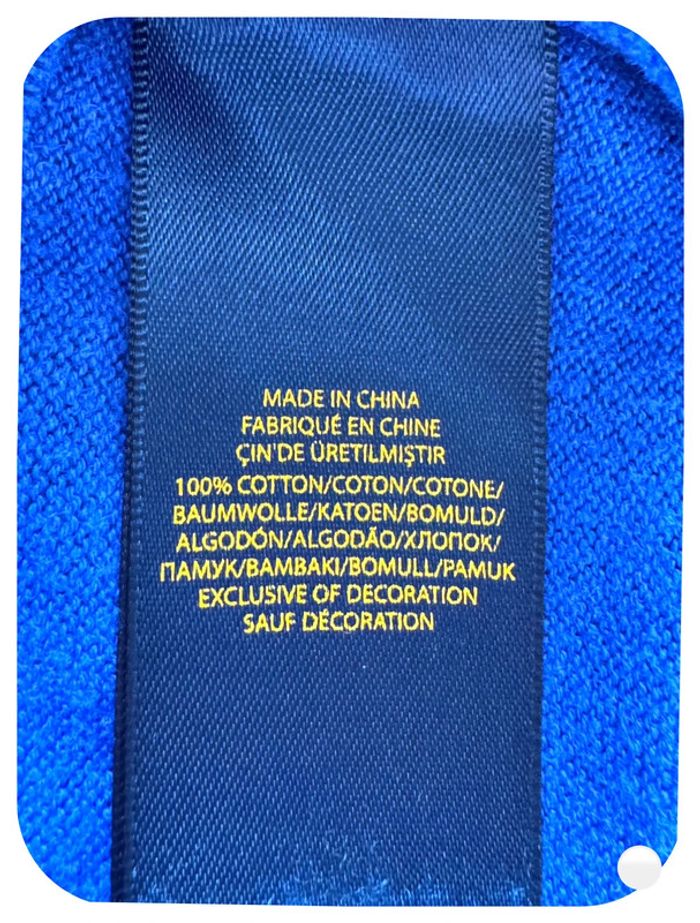 MADE IN CHINA
FABRIQUÉ EN CHINE
ÇIN'DE ÜRETILMIŞTIR
100% COTTON/COTON/COTONE/
BAUMWOLLE/KATOEN/BOMULD/
ALGODÓN/ALGODÃO/ХЛОПОК/
ПАМУК/BAMBAKI/BOMULL/PAMUK
EXCLUSIVE OF DECORATION
SAUF DÉCORATION